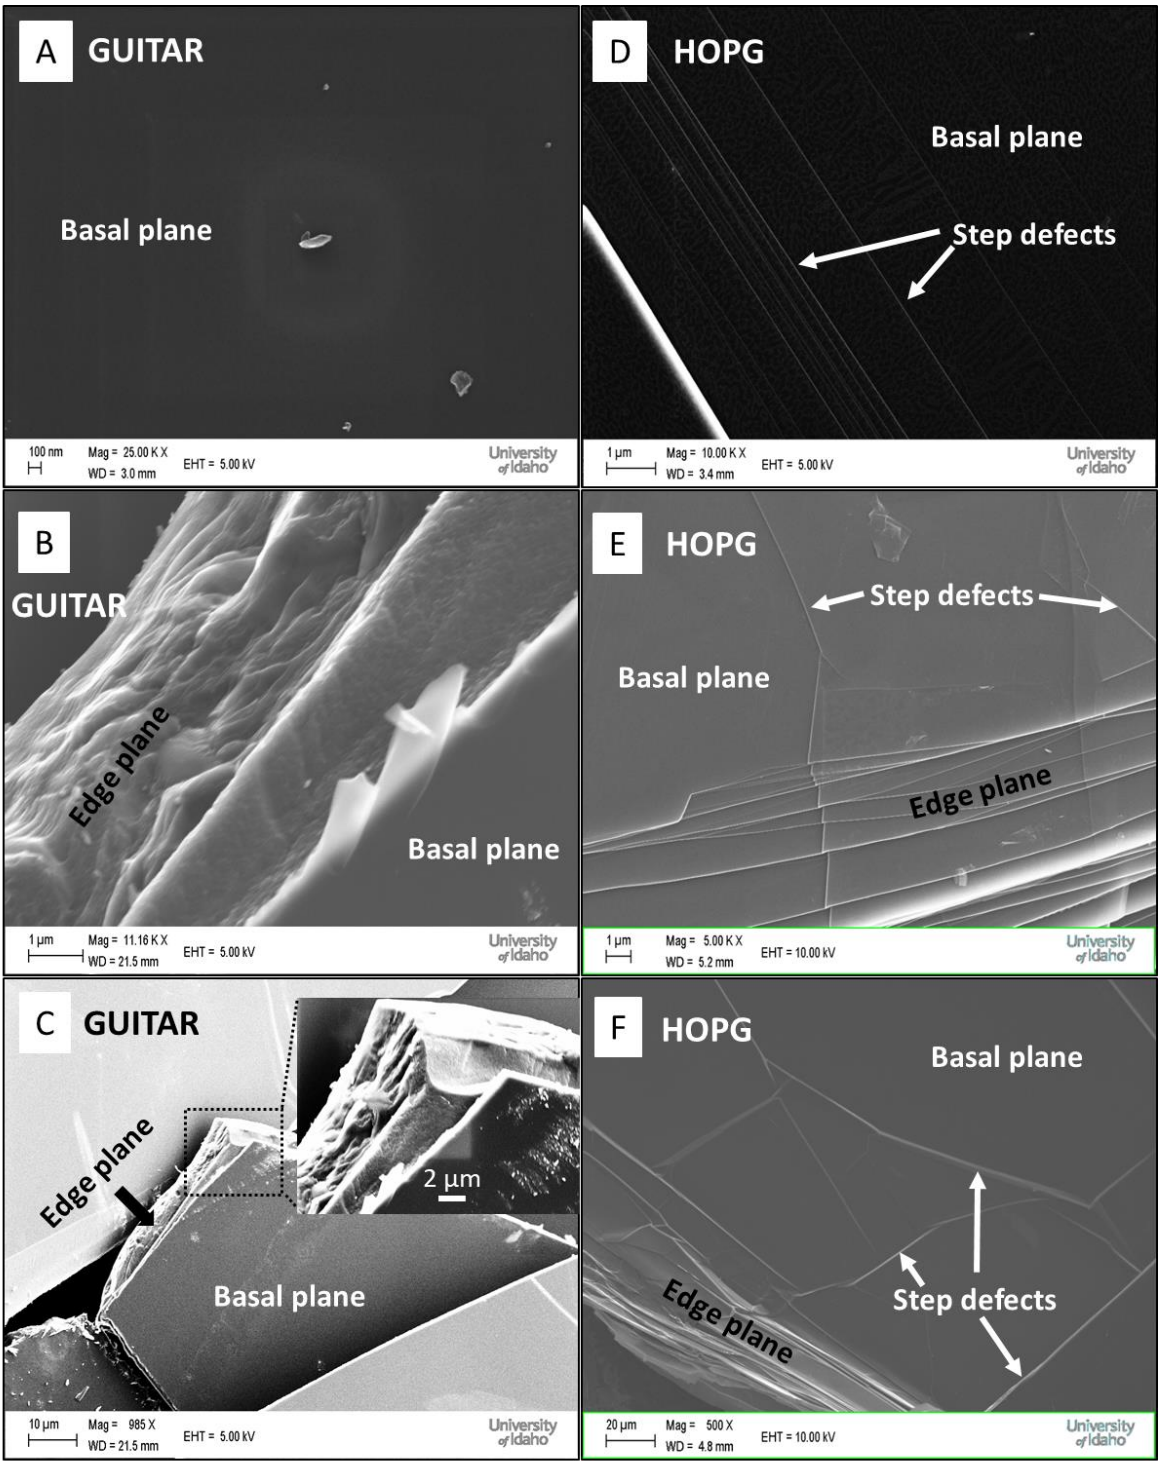 A GUITAR
Basal plane
100 nm
Mag = 25.00 K X
WD = 3.0 mm
EHT = 5.00 kV
University
of Idaho
D HOPG
Basal plane
Step defects
1 µm
Mag = 10.00 K X
WD = 3.4 mm
EHT = 5.00 kV
University
of Idaho
B
GUITAR
Edge plane
Basal plane
1 µm
Mag = 11.16 K X
WD = 21.5 mm
EHT = 5.00 kV
University
of Idaho
E HOPG
Step defects
Basal plane
Edge plane
1 µm
Mag = 5.00 K X
WD = 5.2 mm
EHT = 10.00 kV
University
of Idaho
C GUITAR
Edge plane
2 µm
Basal plane
10 µm
Mag = 985 X
WD = 21.5 mm
EHT = 5.00 kV
University
of Idaho
F HOPG
Basal plane
Step defects
Edge plane
20 µm
Mag = 500 X
WD = 4.8 mm
EHT = 10.00 kV
University
of Idaho